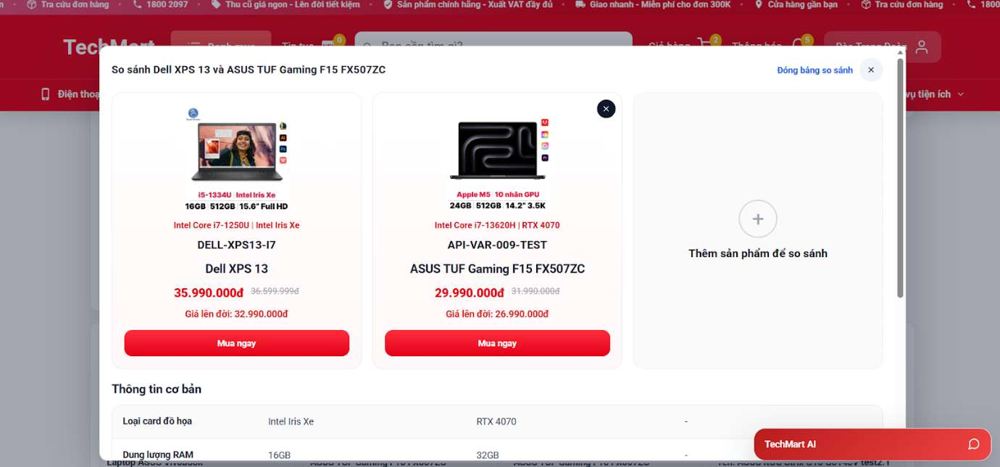 Tra cứu đơn hàng • 1800 2097 • Thu cũ giá ngon - Lên đời tiết kiệm • Sản phẩm chính hãng - Xuất VAT đầy đủ • Giao nhanh - Miễn phí cho đơn 300K • Cửa hàng gần bạn • Tra cứu đơn hàng • 1800
TechMart Danh mục Tin tức 0 Bạn cần tìm gì? Giỏ hàng 2 Thông báo 5
Điện thoạ vụ tiện ích
So sánh Dell XPS 13 và ASUS TUF Gaming F15 FX507ZC
Đóng bảng so sánh
i5-1334U | Intel Iris Xe
16GB | 512GB | 15.6" Full HD
Intel Core i7-1250U | Intel Iris Xe
DELL-XPS13-I7
Dell XPS 13
35.990.000đ 36.599.999đ
Giá lên đời: 32.990.000đ
Mua ngay
Apple M5 | 10 nhân GPU
24GB | 512GB | 14.2" 3.5K
Intel Core i7-13620H | RTX 4070
API-VAR-009-TEST
ASUS TUF Gaming F15 FX507ZC
29.990.000đ 31.990.000đ
Giá lên đời: 26.990.000đ
Mua ngay
Thêm sản phẩm để so sánh
Thông tin cơ bản
Loại card đồ họa Intel Iris Xe RTX 4070 -
Dung lượng RAM 16GB 32GB -
TechMart AI